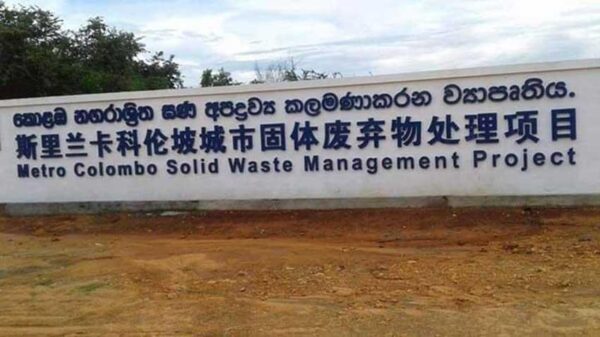 කොළඹ නගරාශ්‍රිත ඝණ අපද්‍රව්‍ය කලමණාකරන ව්‍යාපෘතිය.
斯里兰卡科伦坡城市固体废弃物处理项目
Metro Colombo Solid Waste Management Project